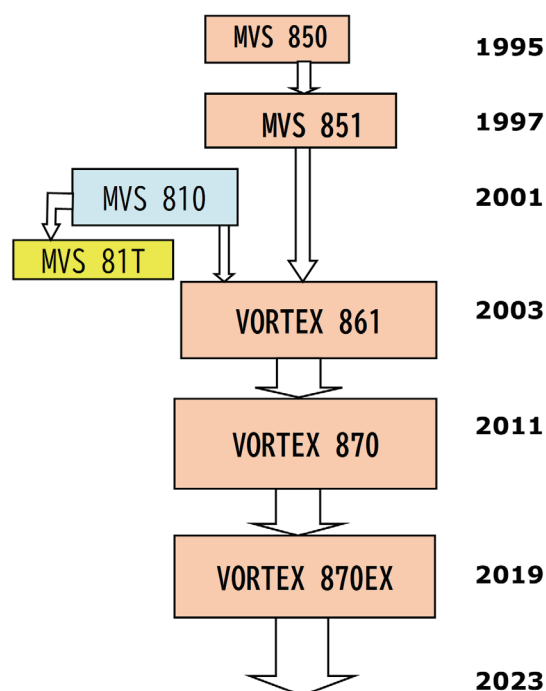 MVS 850
1995
MVS 851
1997
MVS 810
2001
MVS 81T
VORTEX 861
2003
VORTEX 870
2011
VORTEX 870EX
2019
2023